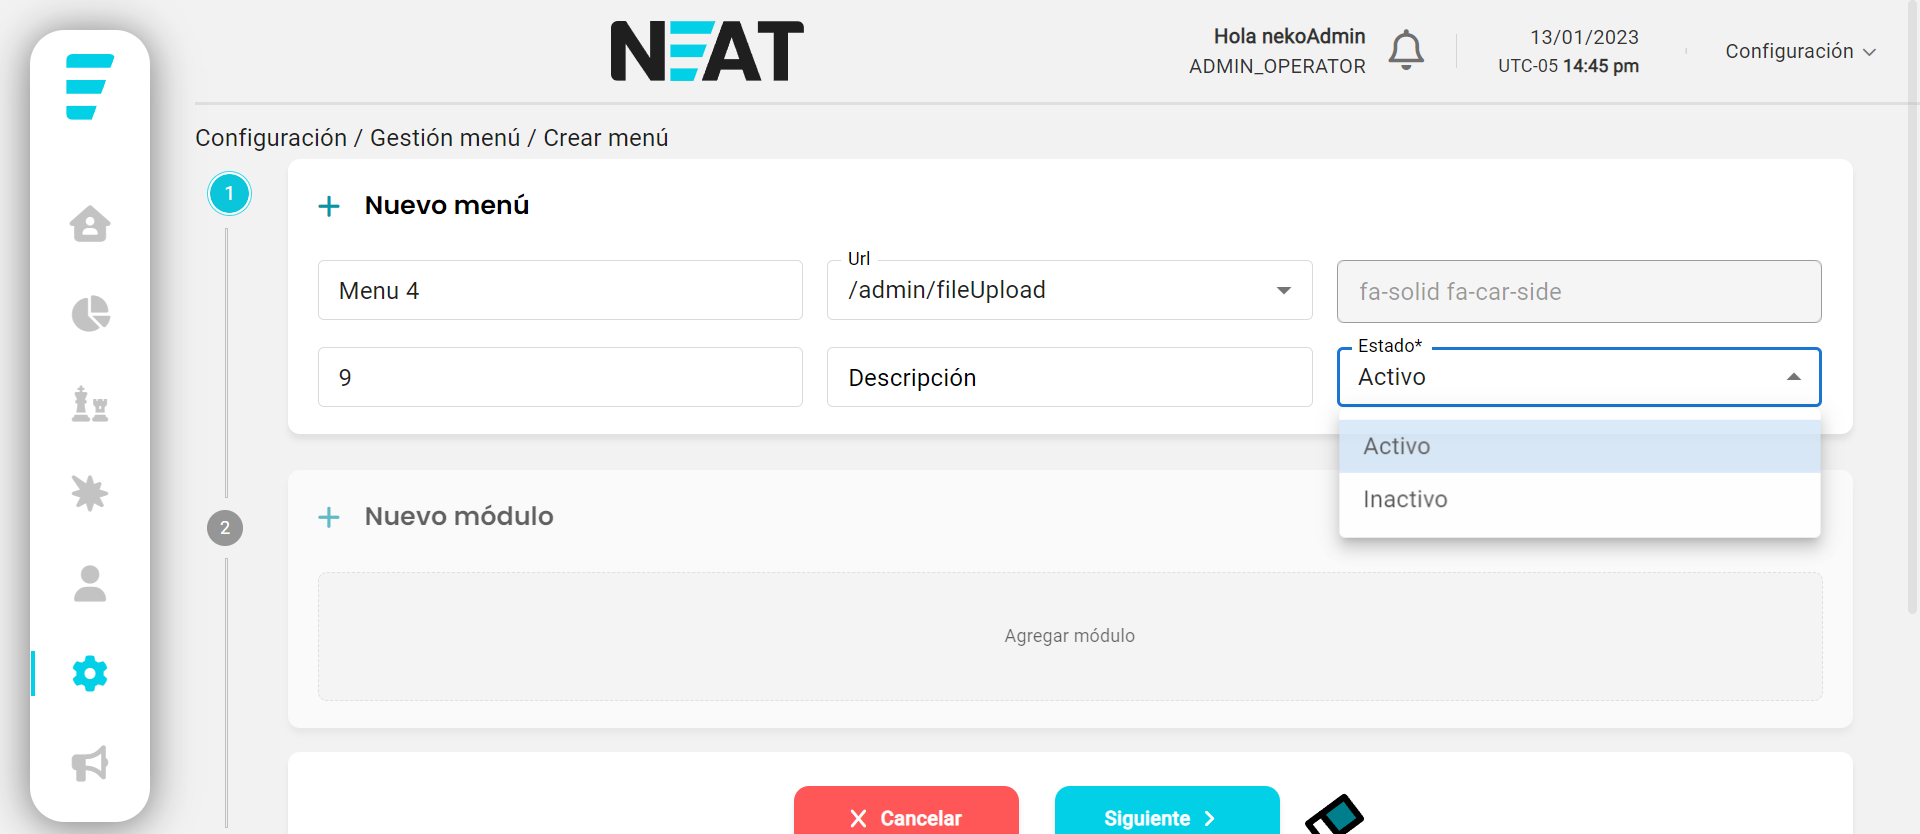 NEAT
Hola nekoAdmin
ADMIN_OPERATOR
13/01/2023
UTC-05 14:45 pm
Configuración
Configuración / Gestión menú / Crear menú
1
Nuevo menú
Menu 4
Url
/admin/fileUpload
fa-solid fa-car-side
9
Descripción
Estado*
Activo
Activo
Inactivo
2
Nuevo módulo
Agregar módulo
Cancelar
Siguiente